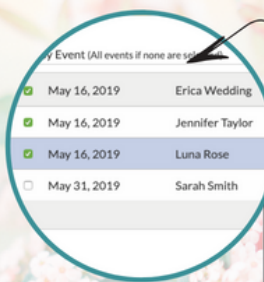 y Event (All events if none are selected)
May 16, 2019 Erica Wedding
May 16, 2019 Jennifer Taylor
May 16, 2019 Luna Rose
May 31, 2019 Sarah Smith